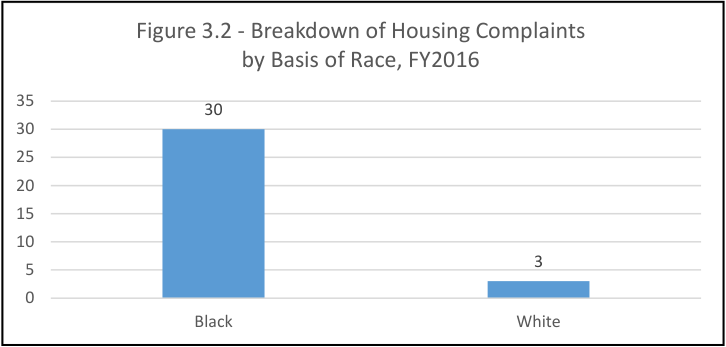 Figure 3.2 - Breakdown of Housing Complaints
by Basis of Race, FY2016
35
30
25
20
15
10
5
0
30
3
Black
White